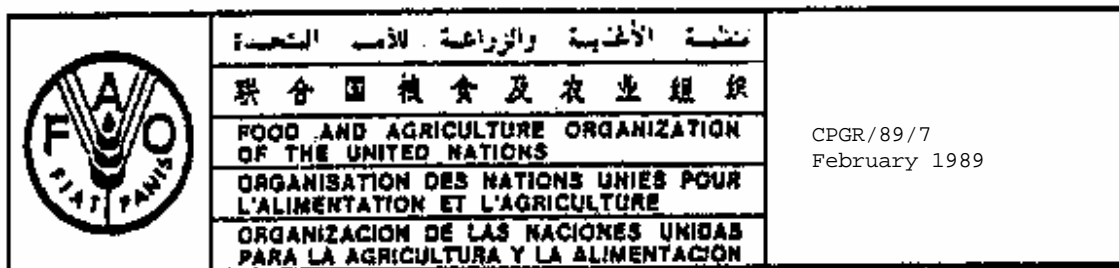 منظمة الأغذية والزراعة للأمم المتحدة
联合国粮食及农业组织
FOOD AND AGRICULTURE ORGANIZATION
OF THE UNITED NATIONS
ORGANISATION DES NATIONS UNIES POUR
L'ALIMENTATION ET L'AGRICULTURE
ORGANIZACION DE LAS NACIONES UNIDAS
PARA LA AGRICULTURA Y LA ALIMENTACION
FAO
FIAT PANIS
CPGR/89/7
February 1989